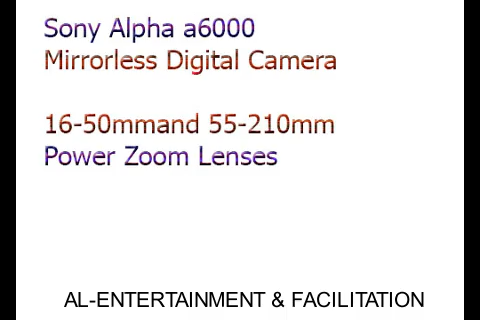 Sony Alpha a6000
Mirrorless Digital Camera
16-50mmand 55-210mm
Power Zoom Lenses
AL-ENTERTAINMENT & FACILITATION